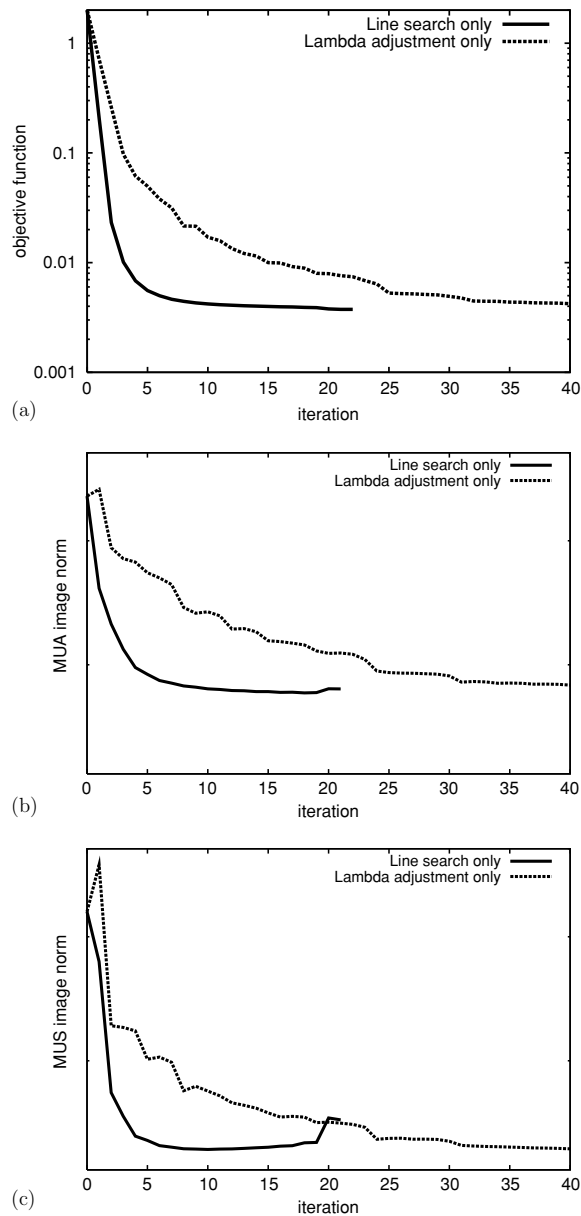 Line search only
Lambda adjustment only
1
0.1
0.01
0.001
objective function
0 5 10 15 20 25 30 35 40
iteration
(a)
Line search only
Lambda adjustment only
MUA image norm
0 5 10 15 20 25 30 35 40
iteration
(b)
Line search only
Lambda adjustment only
MUS image norm
0 5 10 15 20 25 30 35 40
iteration
(c)